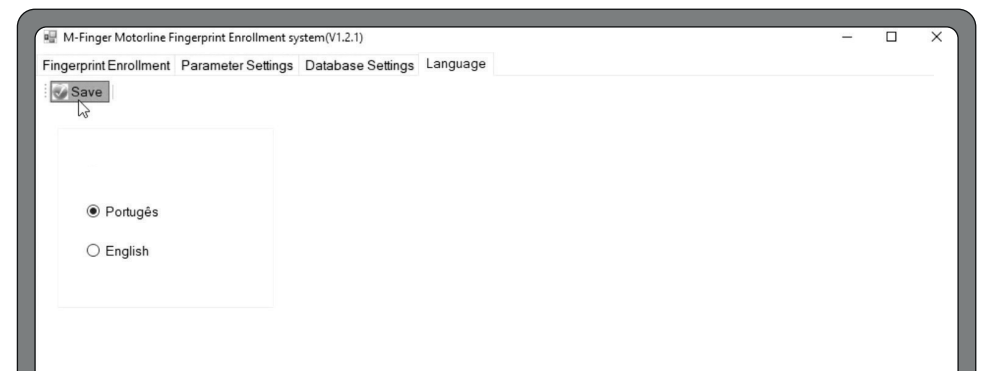 M-Finger Motorline Fingerprint Enrollment system(V1.2.1)
Fingerprint Enrollment Parameter Settings Database Settings Language
Save
Portugês
English